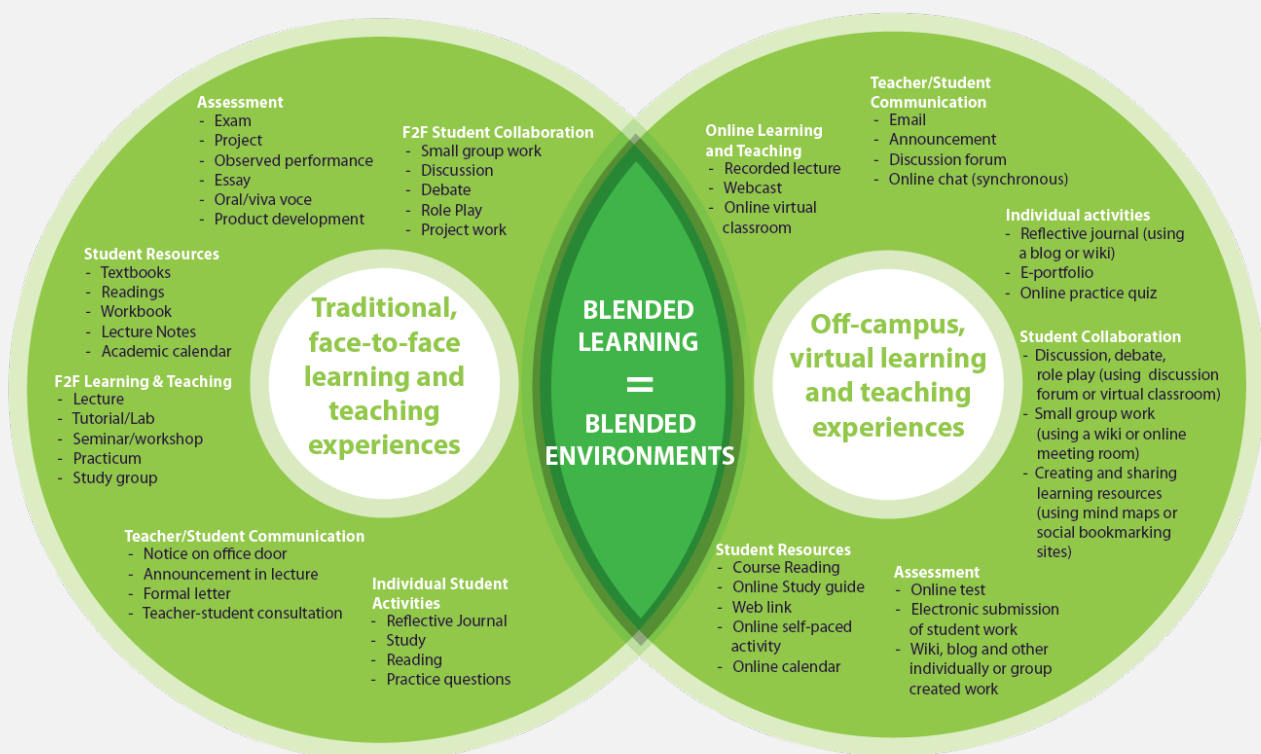 Assessment
- Exam
- Project
- Observed performance
- Essay
- Oral/viva voce
- Product development
F2F Student Collaboration
- Small group work
- Discussion
- Debate
- Role Play
- Project work
Student Resources
- Textbooks
- Readings
- Workbook
- Lecture Notes
- Academic calendar
F2F Learning & Teaching
- Lecture
- Tutorial/Lab
- Seminar/workshop
- Practicum
- Study group
Traditional,
face-to-face
learning and
teaching
experiences
Teacher/Student Communication
- Notice on office door
- Announcement in lecture
- Formal letter
- Teacher-student consultation
Individual Student
Activities
- Reflective Journal
- Study
- Reading
- Practice questions
BLENDED
LEARNING
=
BLENDED
ENVIRONMENTS
Online Learning
and Teaching
- Recorded lecture
- Webcast
- Online virtual
classroom
Teacher/Student
Communication
- Email
- Announcement
- Discussion forum
- Online chat (synchronous)
Individual activities
- Reflective journal (using
a blog or wiki)
- E-portfolio
- Online practice quiz
Off-campus,
virtual learning
and teaching
experiences
Student Collaboration
- Discussion, debate,
role play (using discussion
forum or virtual classroom)
- Small group work
(using a wiki or online
meeting room)
- Creating and sharing
learning resources
(using mind maps or
social bookmarking
sites)
Student Resources
- Course Reading
- Online Study guide
- Web link
- Online self-paced
activity
- Online calendar
Assessment
- Online test
- Electronic submission
of student work
- Wiki, blog and other
individually or group
created work